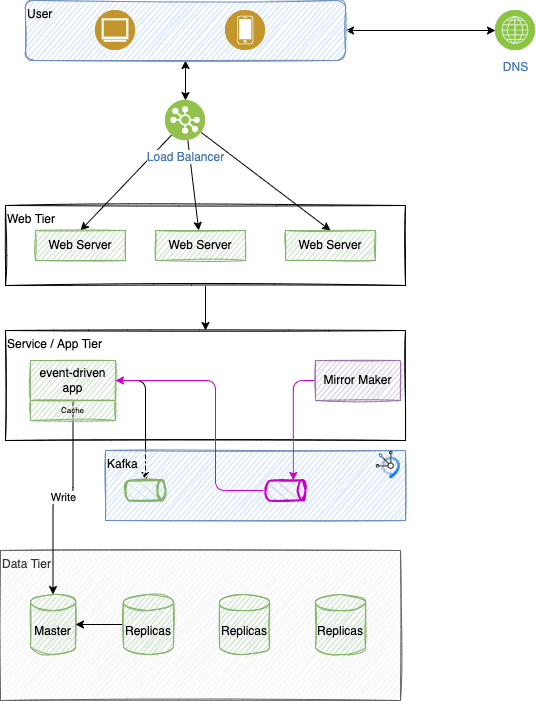 User
DNS
Load Balancer
Web Tier
Web Server
Web Server
Web Server
Service / App Tier
event-driven
app
Cache
Mirror Maker
Kafka
Write
Data Tier
Master
Replicas
Replicas
Replicas